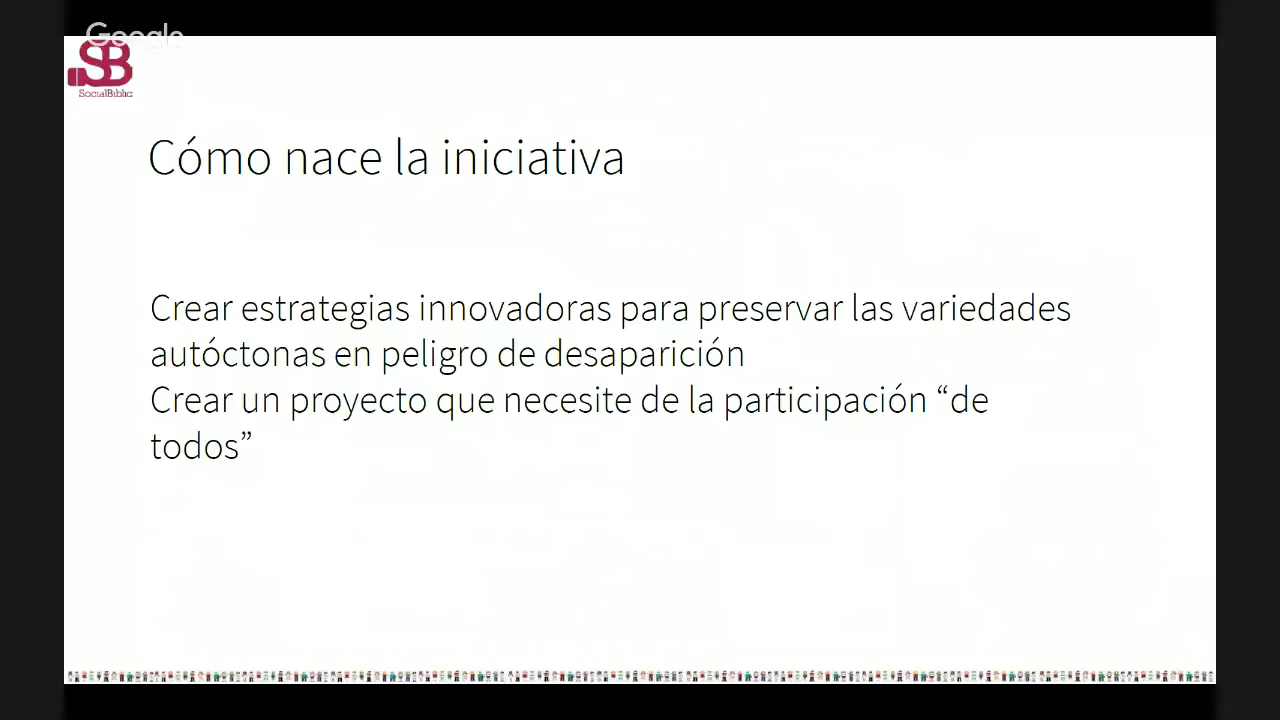 Google
SB
SocialBiblio
Cómo nace la iniciativa
Crear estrategias innovadoras para preservar las variedades
autóctonas en peligro de desaparición
Crear un proyecto que necesite de la participación “de
todos”